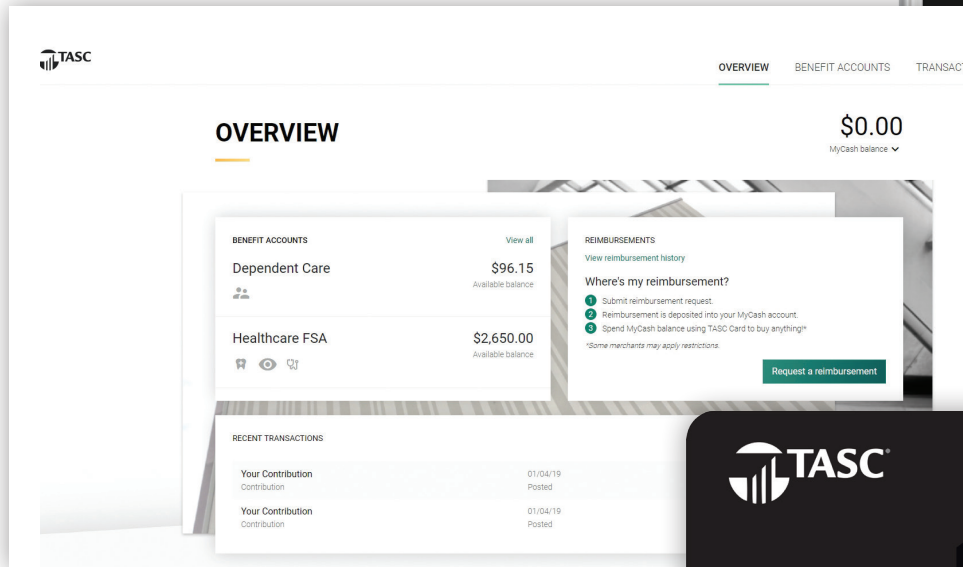 TASC
OVERVIEW BENEFIT ACCOUNTS TRANSACT
OVERVIEW
$0.00
MyCash balance
BENEFIT ACCOUNTS View all
Dependent Care $96.15
Available balance
Healthcare FSA $2,650.00
Available balance
REIMBURSEMENTS
View reimbursement history
Where's my reimbursement?
1 Submit reimbursement request.
2 Reimbursement is deposited into your MyCash account.
3 Spend MyCash balance using TASC Card to buy anything!*
*Some merchants may apply restrictions.
Request a reimbursement
RECENT TRANSACTIONS
Your Contribution 01/04/19
Contribution Posted
Your Contribution 01/04/19
Contribution Posted
TASC